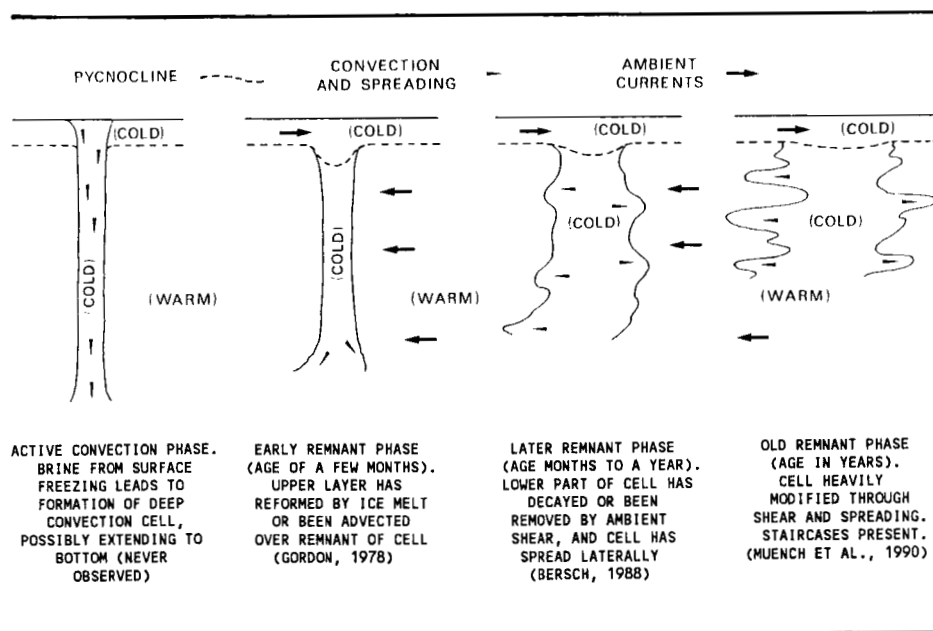 PYCNOCLINE
CONVECTION
AND SPREADING
AMBIENT
CURRENTS
(COLD)
(COLD)
(WARM)
(COLD)
(COLD)
(WARM)
(COLD)
(COLD)
(WARM)
(COLD)
(COLD)
(WARM)
ACTIVE CONVECTION PHASE.
BRINE FROM SURFACE
FREEZING LEADS TO
FORMATION OF DEEP
CONVECTION CELL,
POSSIBLY EXTENDING TO
BOTTOM (NEVER
OBSERVED)
EARLY REMNANT PHASE
(AGE OF A FEW MONTHS).
UPPER LAYER HAS
REFORMED BY ICE MELT
OR BEEN ADVECTED
OVER REMNANT OF CELL
(GORDON, 1978)
LATER REMNANT PHASE
(AGE MONTHS TO A YEAR).
LOWER PART OF CELL HAS
DECAYED OR BEEN
REMOVED BY AMBIENT
SHEAR, AND CELL HAS
SPREAD LATERALLY
(BERSCH, 1988)
OLD REMNANT PHASE
(AGE IN YEARS).
CELL HEAVILY
MODIFIED THROUGH
SHEAR AND SPREADING.
STAIRCASES PRESENT.
(MUENCH ET AL., 1990)